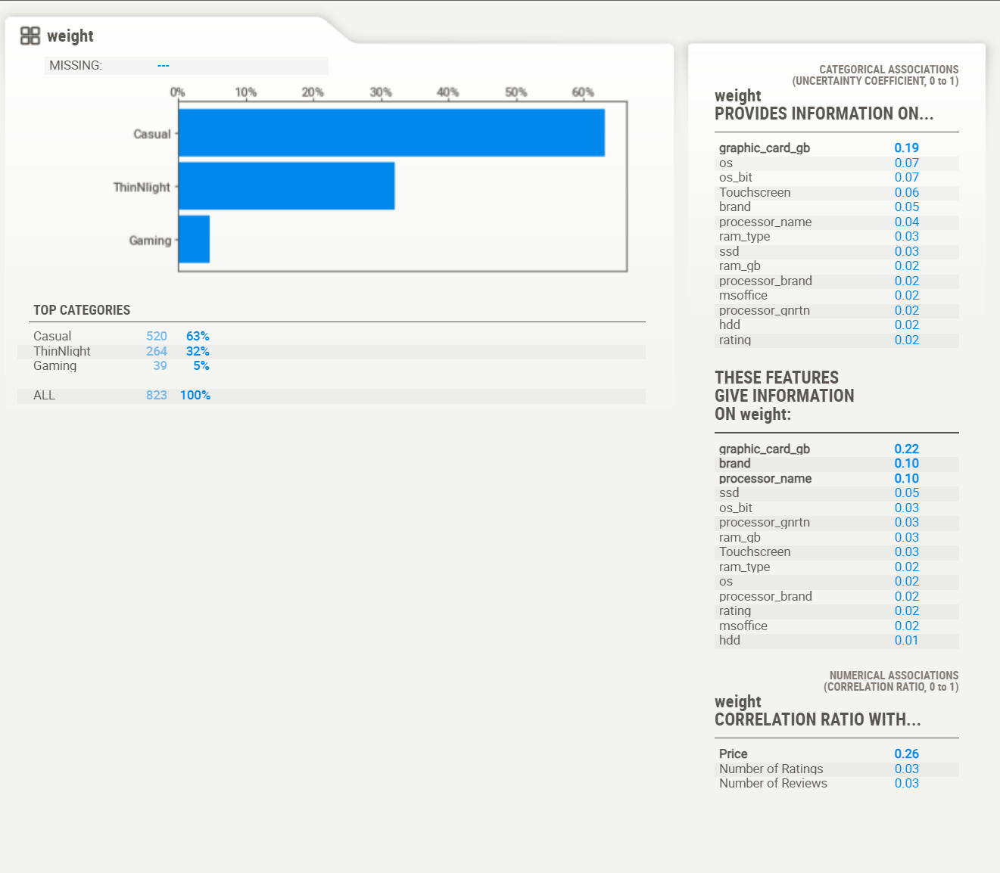 weight
MISSING: ---
0% 10% 20% 30% 40% 50% 60%
Casual
ThinNlight
Gaming
TOP CATEGORIES
Casual 520 63%
ThinNlight 264 32%
Gaming 39 5%
ALL 823 100%
CATEGORICAL ASSOCIATIONS
(UNCERTAINTY COEFFICIENT, 0 to 1)
weight
PROVIDES INFORMATION ON...
graphic_card_gb 0.19
os 0.07
os_bit 0.07
Touchscreen 0.06
brand 0.05
processor_name 0.04
ram_type 0.03
ssd 0.03
ram_gb 0.02
processor_brand 0.02
msoffice 0.02
processor_gnrtn 0.02
hdd 0.02
rating 0.02
THESE FEATURES
GIVE INFORMATION
ON weight:
graphic_card_gb 0.22
brand 0.10
processor_name 0.10
ssd 0.05
os_bit 0.03
processor_gnrtn 0.03
ram_gb 0.03
Touchscreen 0.03
ram_type 0.02
os 0.02
processor_brand 0.02
rating 0.02
msoffice 0.02
hdd 0.01
NUMERICAL ASSOCIATIONS
(CORRELATION RATIO, 0 to 1)
weight
CORRELATION RATIO WITH...
Price 0.26
Number of Ratings 0.03
Number of Reviews 0.03